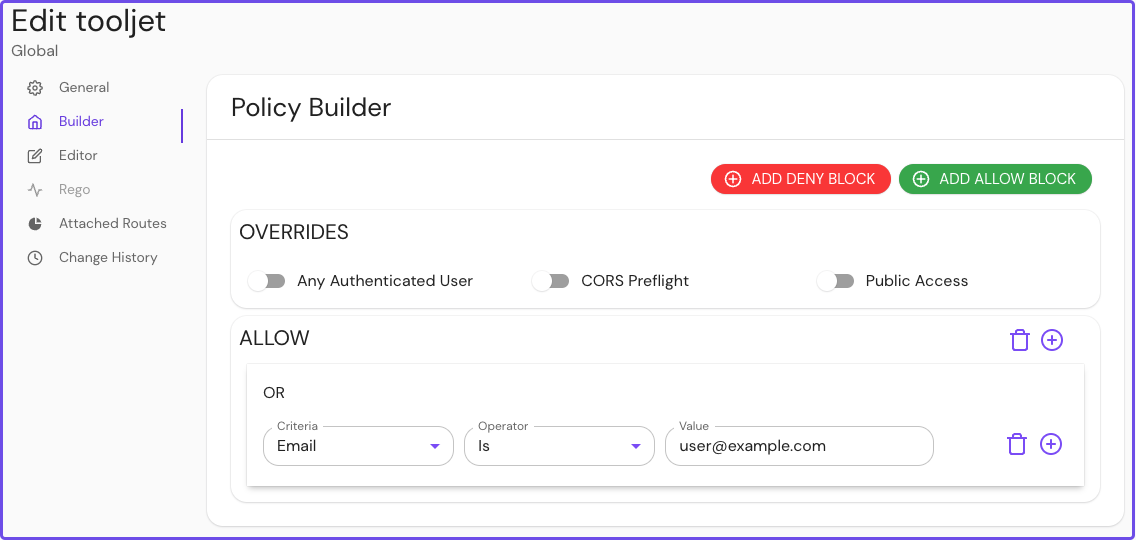 Edit tooljet
Global
General
Builder
Editor
Rego
Attached Routes
Change History
Policy Builder
ADD DENY BLOCK
ADD ALLOW BLOCK
OVERRIDES
Any Authenticated User
CORS Preflight
Public Access
ALLOW
OR
Criteria
Email
Operator
Is
Value
user@example.com